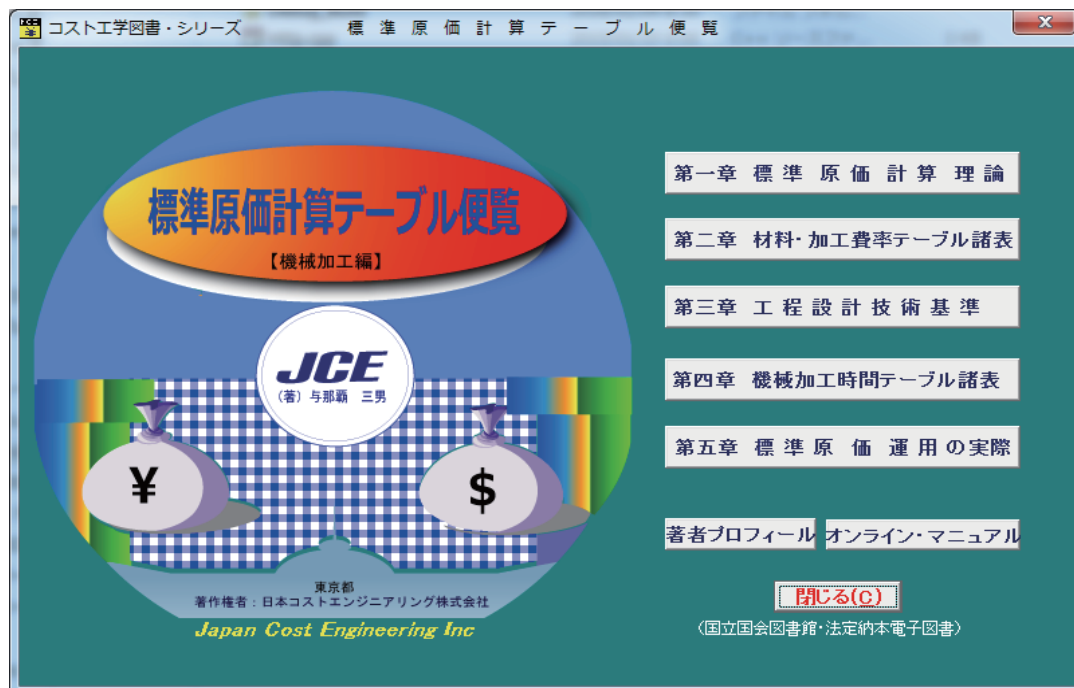 コスト工学図書・シリーズ 標準原価計算テーブル便覧
標準原価計算テーブル便覧
【機械加工編】
JCE
(著) 与那覇 三男
¥
$
東京都
著作権者：日本コストエンジニアリング株式会社
Japan Cost Engineering Inc
第一章 標準原価計算理論
第二章 材料・加工費率テーブル諸表
第三章 工程設計技術基準
第四章 機械加工時間テーブル諸表
第五章 標準原価運用の実際
著者プロフィール オンライン・マニュアル
閉じる(C)
（国立国会図書館・法定納本電子図書）